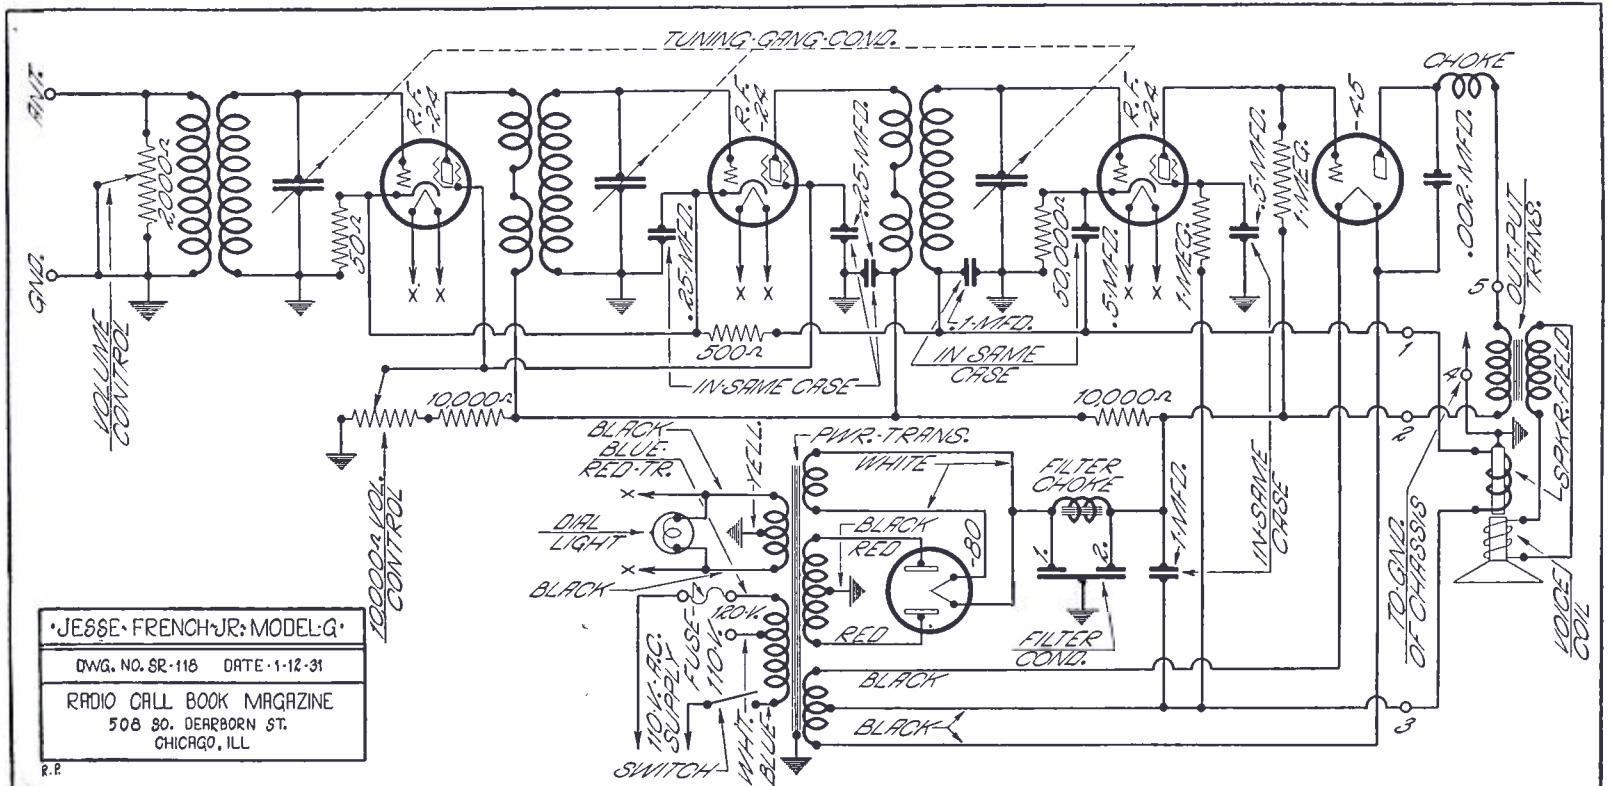 TUNING·GANG·COND.
CHOKE
ANT.
R.F.
-24
R.F.
-24
R.F.
-24
-45
.002·MFD.
2,000Ω
50Ω
.25·MFD.
.25·MFD.
50,000Ω
.5·MFD.
1·MEG.
.5·MFD.
1·MEG.
OUT·PUT
TRANS.
GND.
X X
X X
X X
5
VOLUME
CONTROL
500Ω
.1·MFD.
IN SAME
CASE
IN·SAME CASE
1
4
2
10,000Ω
10,000Ω
SPKR.·FIELD
10,000Ω VOL.
CONTROL
BLACK
BLUE·
RED·TR.
YELL.
PWR.·TRANS.
WHITE
FILTER
CHOKE
1·MFD.
IN·SAME
CASE
TO·GND.
OF CHASSIS
VOICE
COIL
X
DIAL
LIGHT
X
BLACK
BLACK
RED
-80
1.
2.
RED
FILTER
COND.
120·V.
110·V.
FUSE
110·V.·A.C.
SUPPLY
SWITCH
WHT.
BLUE
BLACK
BLACK
3
·JESSE·FRENCH·JR·MODEL·G·
DWG. NO. SR-118 DATE·1-12-31
RADIO CALL BOOK MAGAZINE
508 SO. DEARBORN ST.
CHICAGO, ILL
R.P.